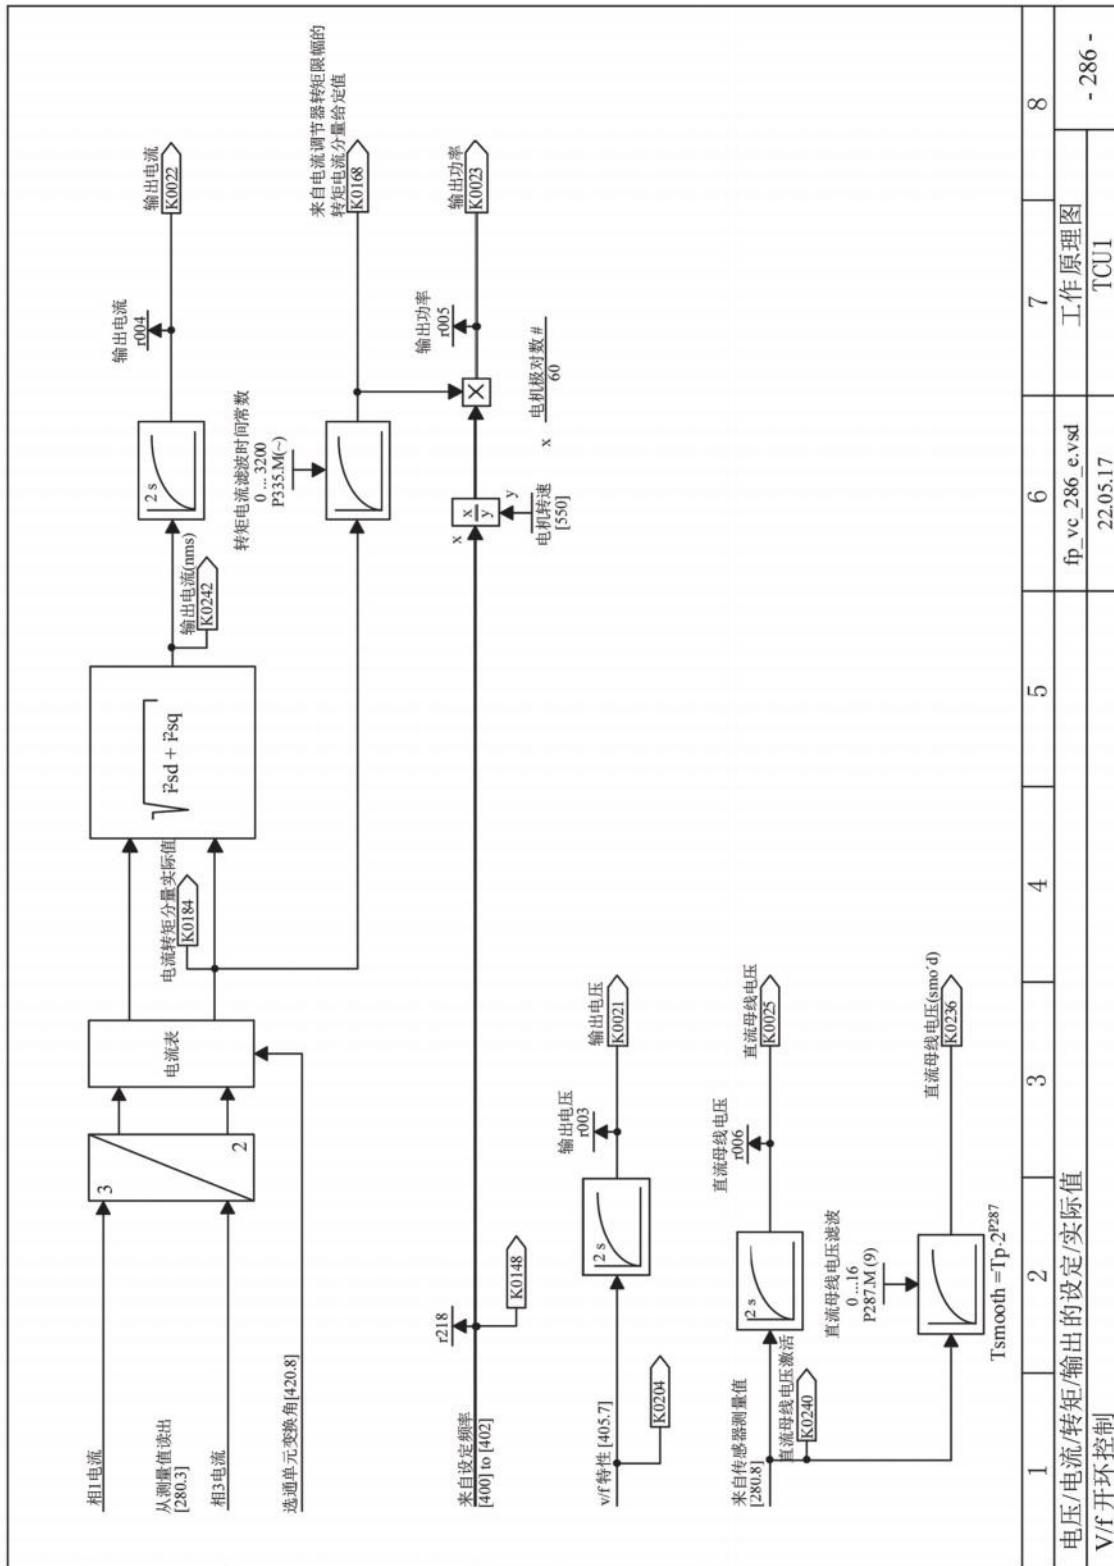 相1电流
从测量值读出
[280.3]
相3电流
选通单元变换角[420.8]
3
2
电流表
电流转矩分量实际值
K0184
i²sd + i²sq
输出电流(nms)
K0242
2 s
输出电流
r004
输出电流
K0022
转矩电流滤波时间常数
0 ... 3200
P335.M(~)
来自电流调节器转矩限幅的
转矩电流分量给定值
K0168
来自设定频率
[400] to [402]
r218
K0148
x
x
y
y
电机转速
[550]
x
电机极对数#
60
X
输出功率
r005
输出功率
K0023
v/f 特性 [405.7]
K0204
2 s
输出电压
r003
输出电压
K0021
来自传感器测量值
[280.8]
直流母线电压激活
K0240
2 s
直流母线电压
r006
直流母线电压
K0025
直流母线电压滤波
0 ...16
P287.M (9)
Tsmooth =Tp·2P287
直流母线电压(smo'd)
K0236
1 2 3 4 5 6 7 8
电压/电流/转矩/输出的设定/实际值
fp_vc_286_e.vsd
工作原理图
- 286 -
V/f 开环控制
22.05.17
TCU1